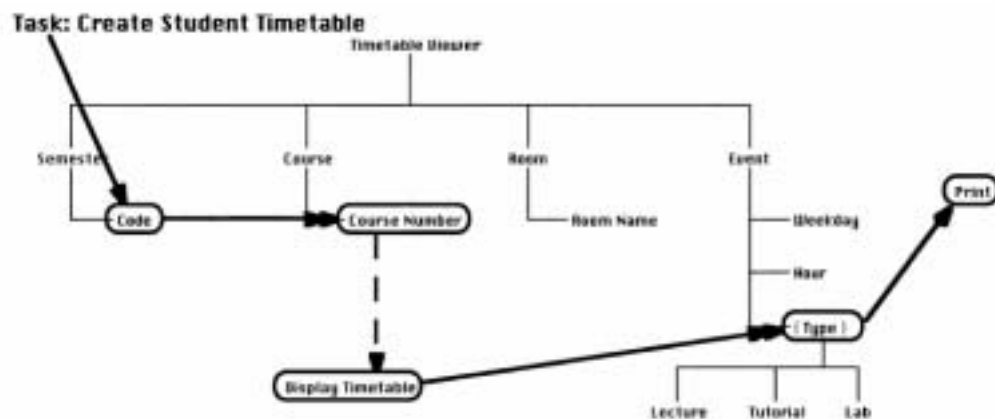 Task: Create Student Timetable
Timetable Viewer
Semester
Course
Room
Event
Code
Course Number
Room Name
Weekday
Print
Hour
( Type )
Display Timetable
Lecture
Tutorial
Lab